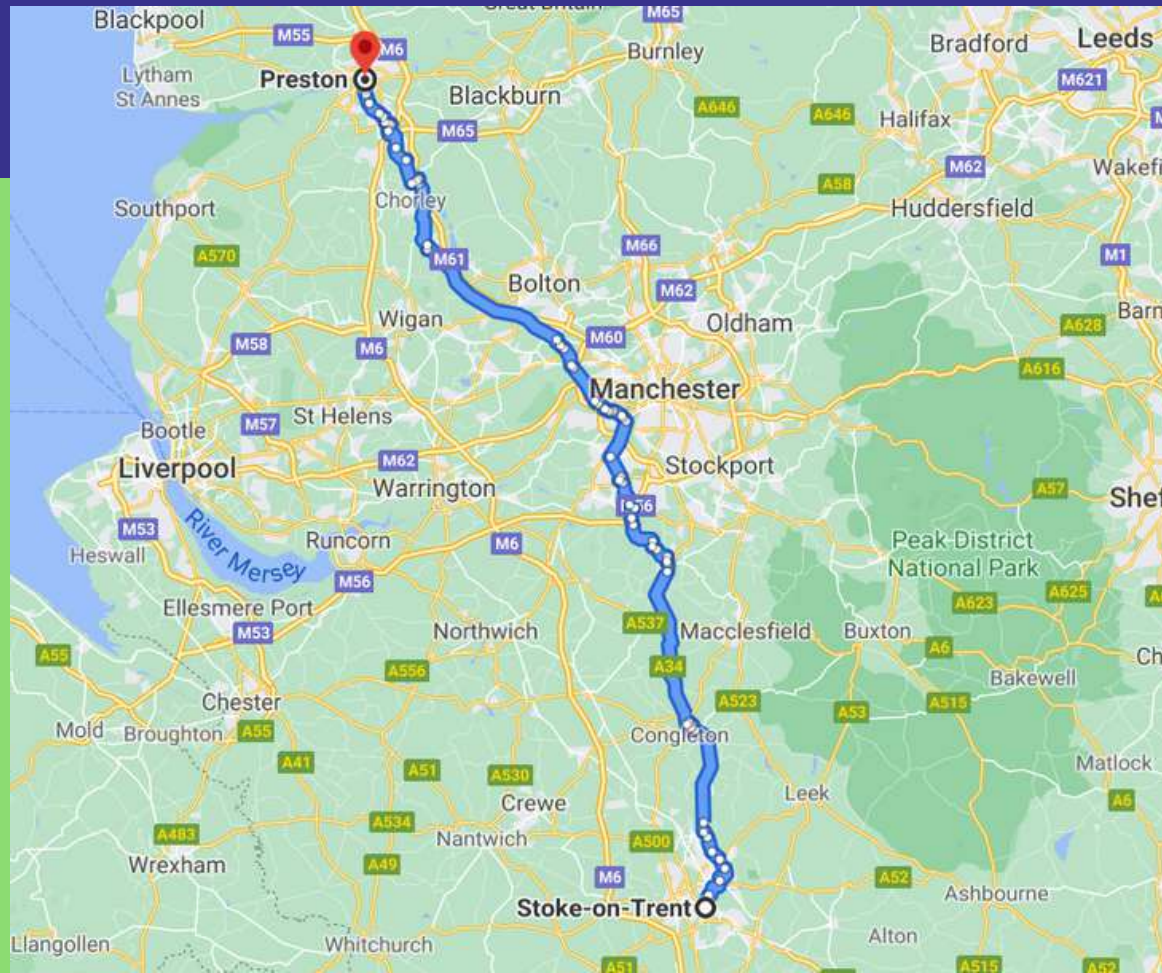 Great Britain
Blackpool
M55
M65
M6
Burnley
Bradford
Leeds
Preston
Lytham
St Annes
Blackburn
M621
A646
A646
M65
Halifax
M62
A58
Chorley
Southport
Huddersfield
M66
A570
M61
M1
Bolton
M62
Wigan
Oldham
M60
A628
M58
M6
A616
Manchester
St Helens
M57
Bootle
M62
Stockport
Liverpool
Warrington
A57
M53
Runcorn
M6
Heswall
River Mersey
Peak District
National Park
M56
Ellesmere Port
A623
A625
M53
A537
Northwich
Macclesfield
Buxton
A6
A55
A556
A34
Bakewell
Chester
A523
A53
A515
Mold
Broughton
A55
Congleton
A41
A51
A530
Matlock
Crewe
Leek
A6
A483
A534
Nantwich
A500
Wrexham
A49
M6
A52
Ashbourne
Stoke-on-Trent
Llangollen
Whitchurch
Alton
A51
A50
A515
A52